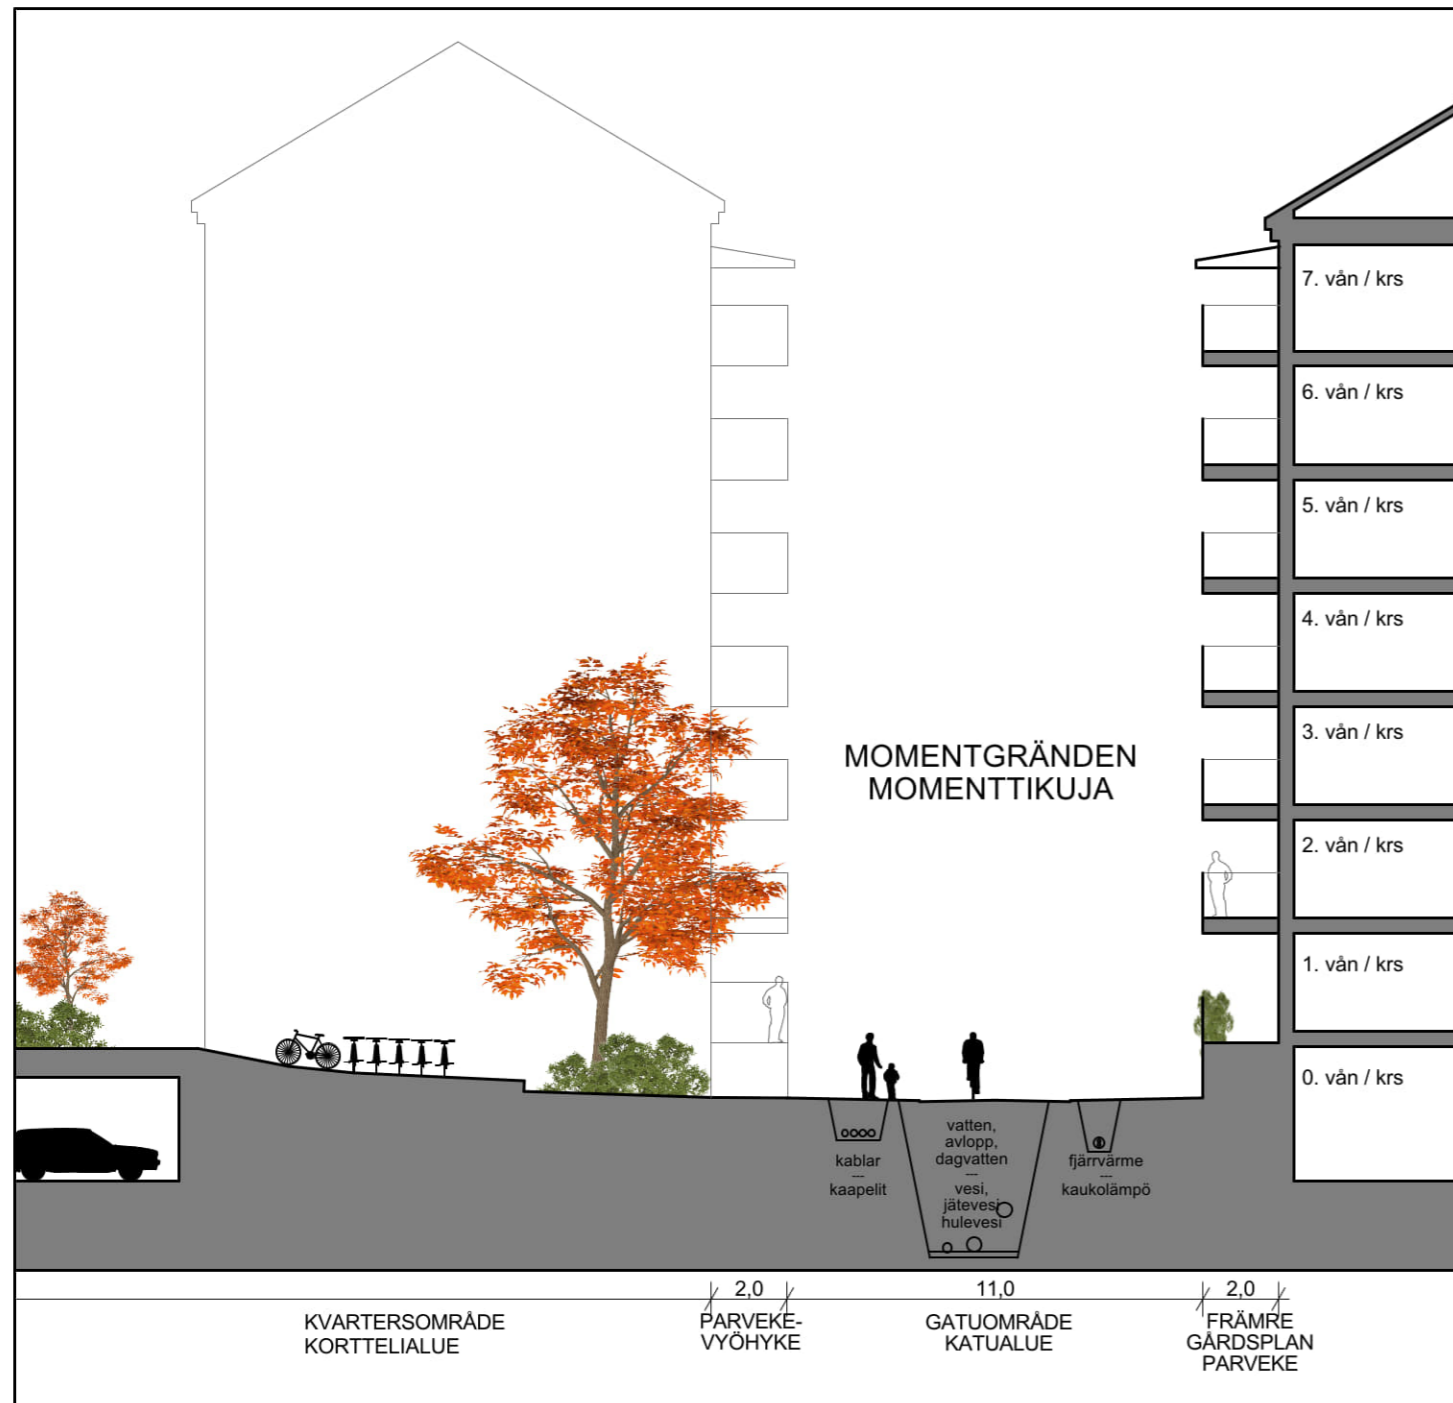 7. vån / krs
6. vån / krs
5. vån / krs
4. vån / krs
MOMENTGRÄNDEN
MOMENTTIKUJA
3. vån / krs
2. vån / krs
1. vån / krs
0. vån / krs
kablar
---
kaapelit
vatten,
avlopp,
dagvatten
---
vesi,
jätevesi
hulevesi
fjärrvärme
---
kaukolämpö
2,0
11,0
2,0
KVARTERSOMRÅDE
KORTTELIALUE
PARVEKE-
VYÖHYKE
GATUOMRÅDE
KATUALUE
FRÄMRE
GÅRDSPLAN
PARVEKE